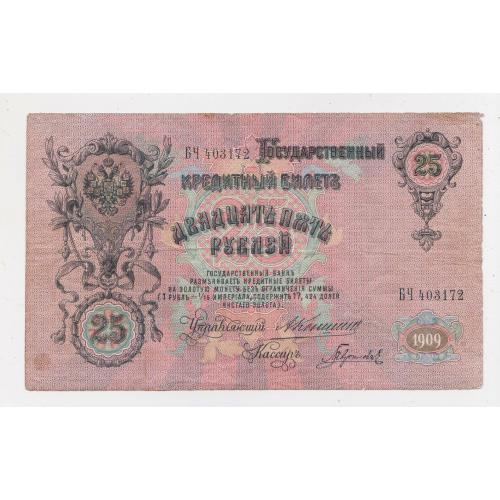 БЧ 403172
Государственный
25
Кредитный Билетъ
Двадцать пять
рублей
Государственный Банкъ
размѣниваетъ кредитные билеты
на золотую монету безъ ограниченія суммы
(1 рубль = 1/15 имперіала, содержитъ 17,424 долей
чистаго золота).
БЧ 403172
25
Управляющій
Кассиръ
1909